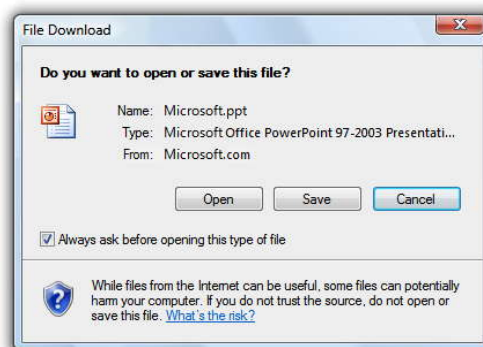 File Download
Do you want to open or save this file?
Name: Microsoft.ppt
Type: Microsoft Office PowerPoint 97-2003 Presentati...
From: Microsoft.com
Open Save Cancel
Always ask before opening this type of file
While files from the Internet can be useful, some files can potentially
harm your computer. If you do not trust the source, do not open or
save this file. What's the risk?